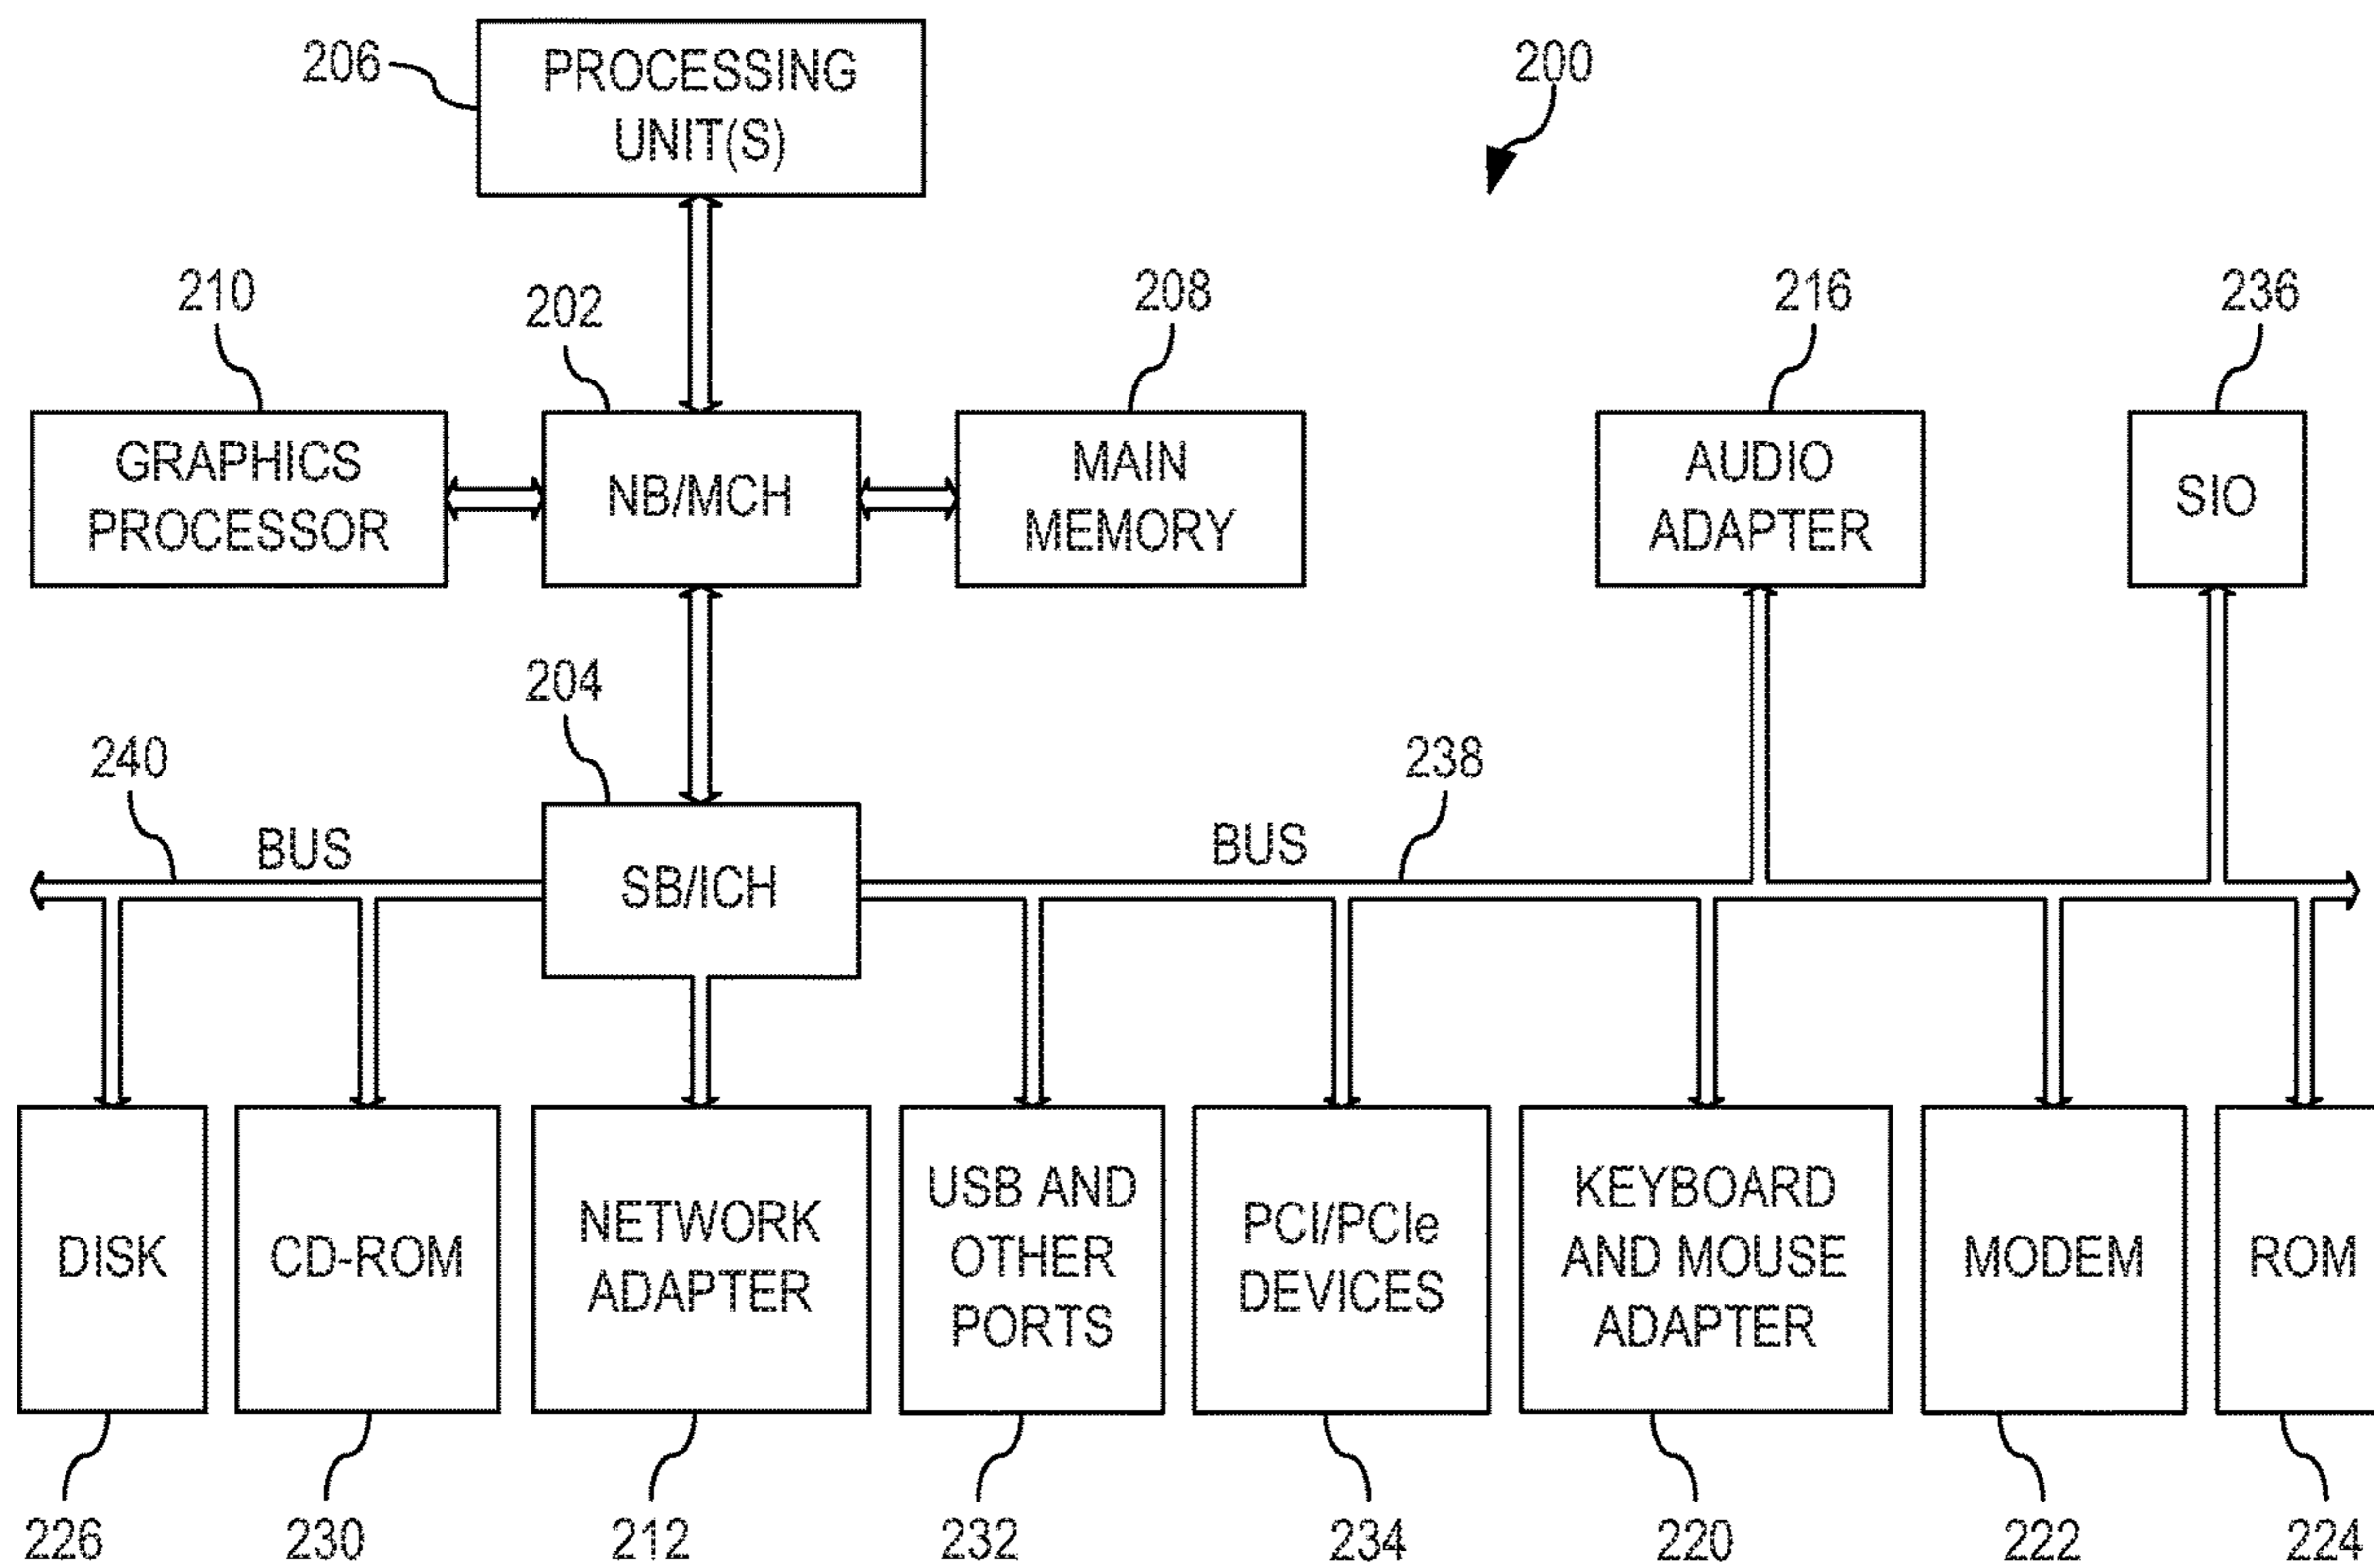 206
PROCESSING
UNIT(S)
200
210
202
208
216
236
GRAPHICS
PROCESSOR
NB/MCH
MAIN
MEMORY
AUDIO
ADAPTER
SIO
204
240
238
BUS
BUS
SB/ICH
DISK
CD-ROM
NETWORK
ADAPTER
USB AND
OTHER
PORTS
PCI/PCIe
DEVICES
KEYBOARD
AND MOUSE
ADAPTER
MODEM
ROM
226
230
212
232
234
220
222
224